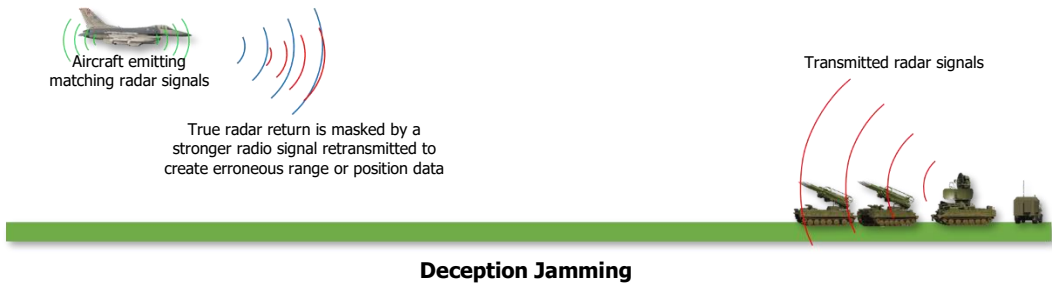 Aircraft emitting
matching radar signals
Transmitted radar signals
True radar return is masked by a
stronger radio signal retransmitted to
create erroneous range or position data
Deception Jamming